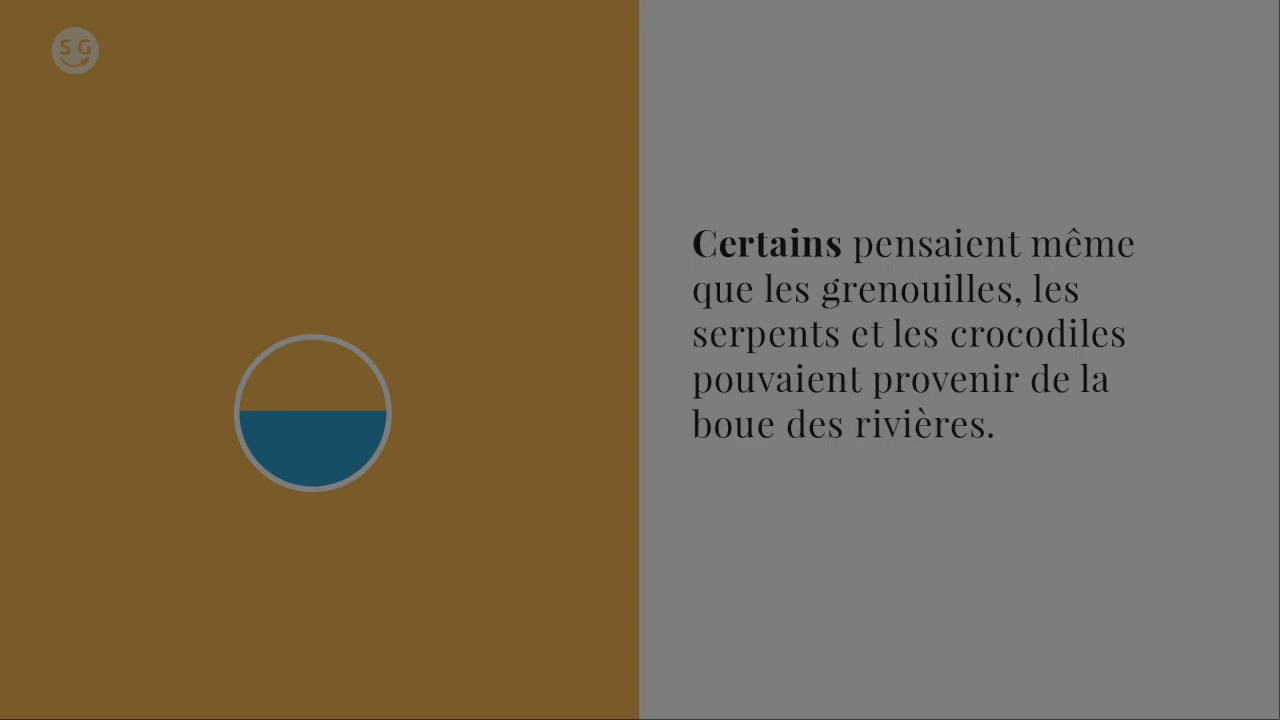 S G
Certains pensaient même
que les grenouilles, les
serpents et les crocodiles
pouvaient provenir de la
boue des rivières.